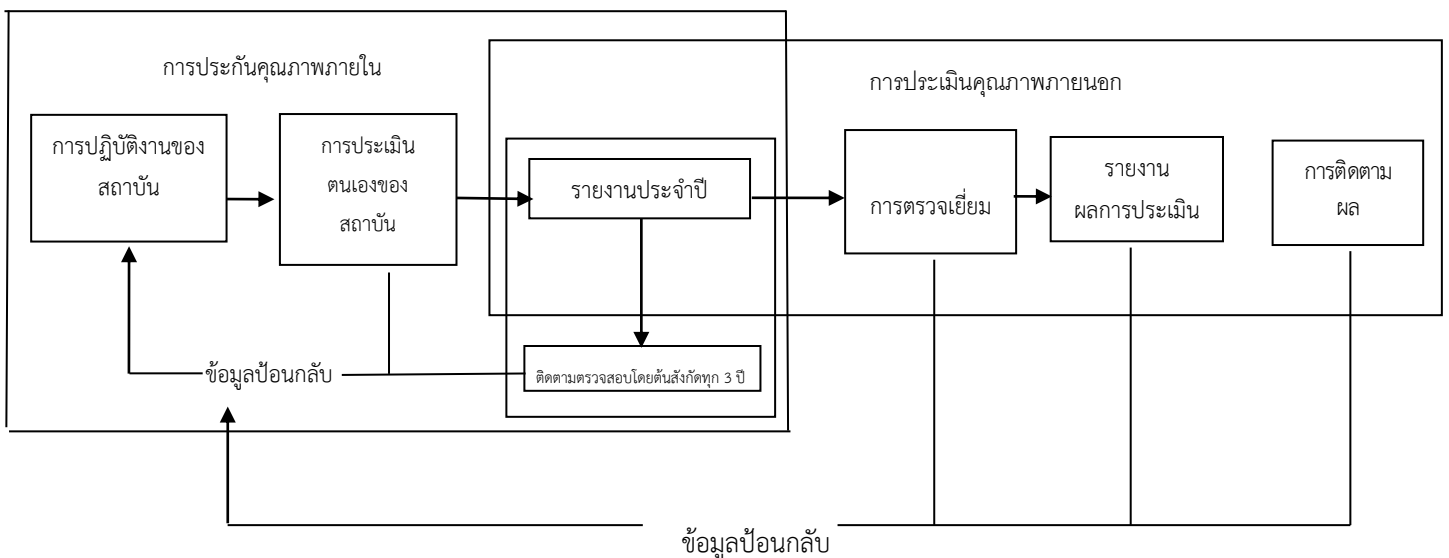 การประกันคุณภาพภายใน
การประเมินคุณภาพภายนอก
การปฏิบัติงานของ
สถาบัน
การประเมิน
ตนเองของ
สถาบัน
รายงานประจำปี
การตรวจเยี่ยม
รายงาน
ผลการประเมิน
การติดตาม
ผล
ข้อมูลป้อนกลับ
ติดตามตรวจสอบโดยต้นสังกัดทุก 3 ปี
ข้อมูลป้อนกลับ